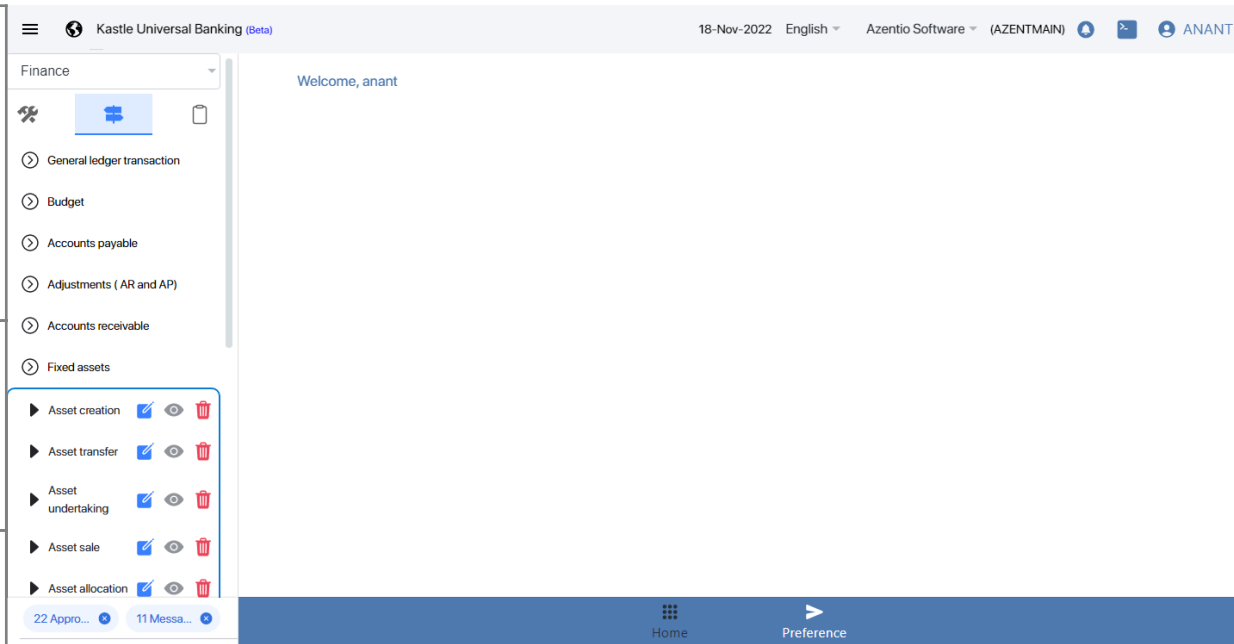 Kastle Universal Banking (Beta)
18-Nov-2022 English Azentio Software (AZENTMAIN) ANANT
Finance
Welcome, anant
General ledger transaction
Budget
Accounts payable
Adjustments ( AR and AP)
Accounts receivable
Fixed assets
Asset creation
Asset transfer
Asset
undertaking
Asset sale
Asset allocation
22 Appro... 11 Messa...
Home Preference